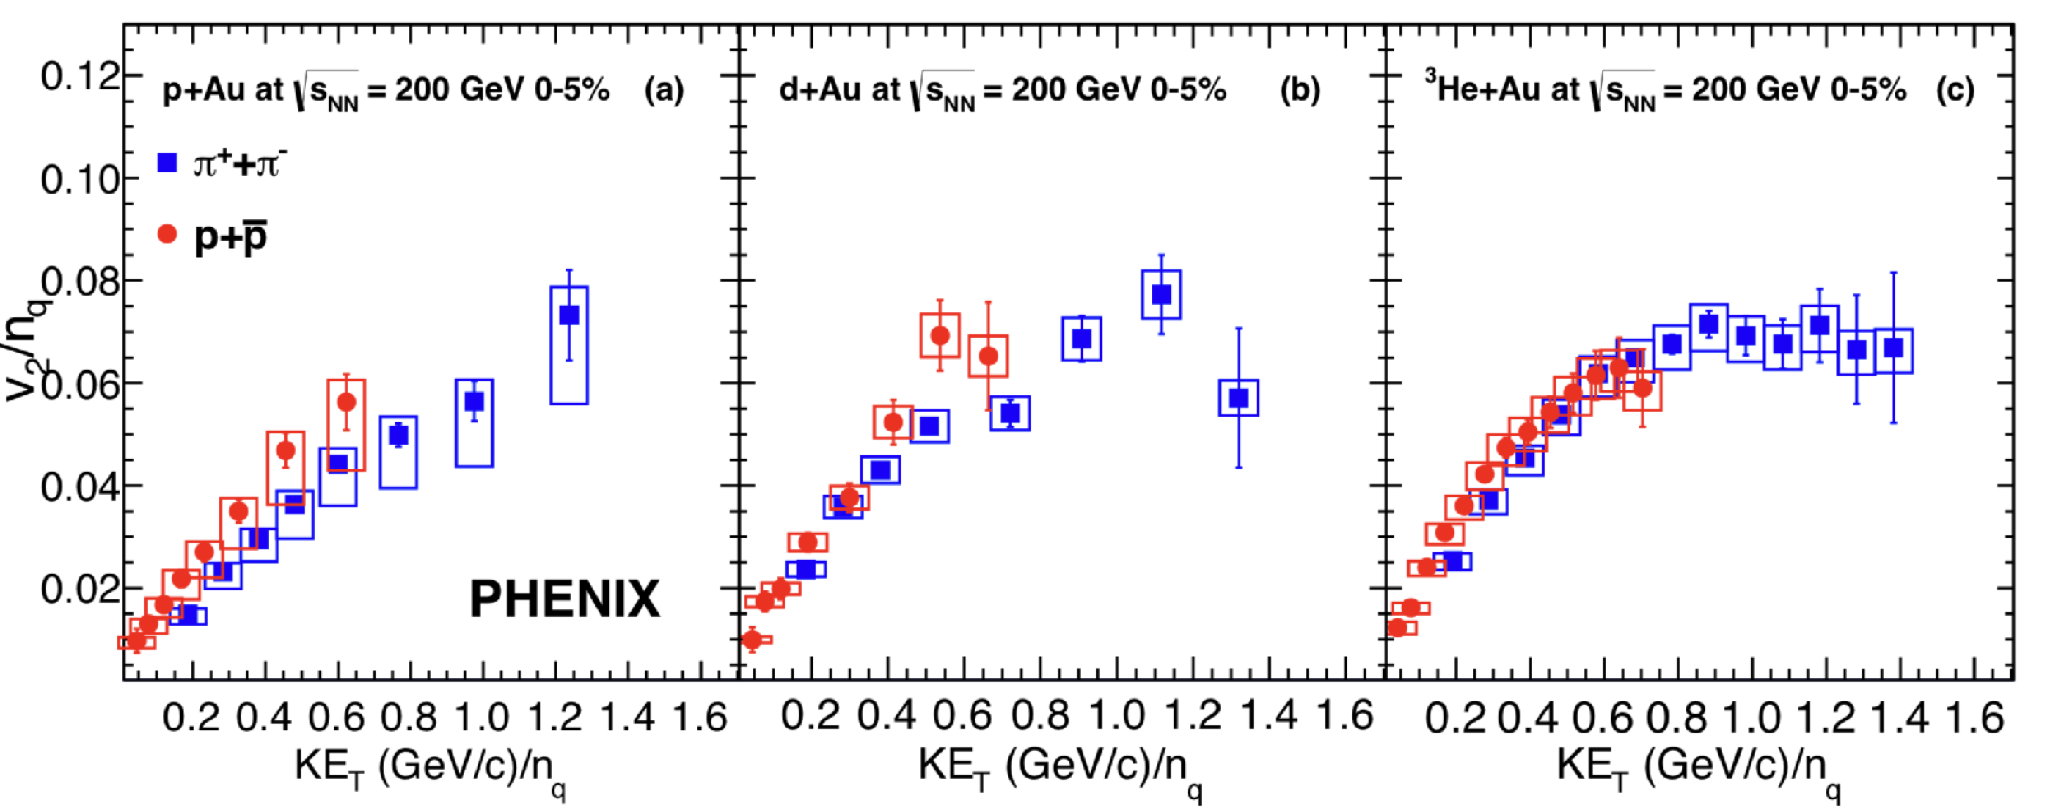 p+Au at √sNN = 200 GeV 0-5% (a)
π⁺+π⁻
p+p̅
PHENIX
d+Au at √sNN = 200 GeV 0-5% (b)
³He+Au at √sNN = 200 GeV 0-5% (c)
v₂/nq
0.12
0.10
0.08
0.06
0.04
0.02
0.2 0.4 0.6 0.8 1.0 1.2 1.4 1.6
0.2 0.4 0.6 0.8 1.0 1.2 1.4 1.6
0.2 0.4 0.6 0.8 1.0 1.2 1.4 1.6
KET (GeV/c)/nq
KET (GeV/c)/nq
KET (GeV/c)/nq